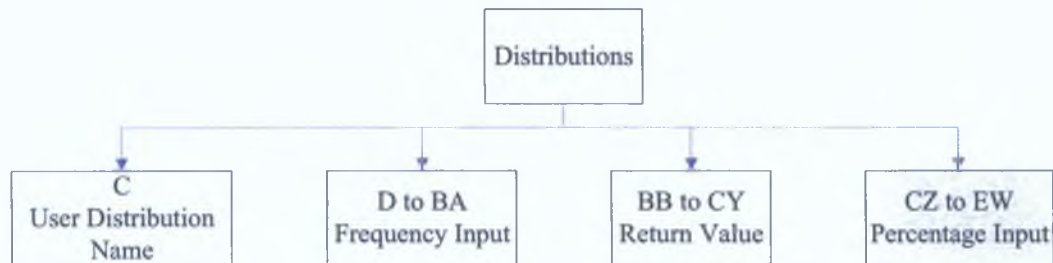 Distributions
C
User Distribution
Name
D to BA
Frequency Input
BB to CY
Return Value
CZ to EW
Percentage Input